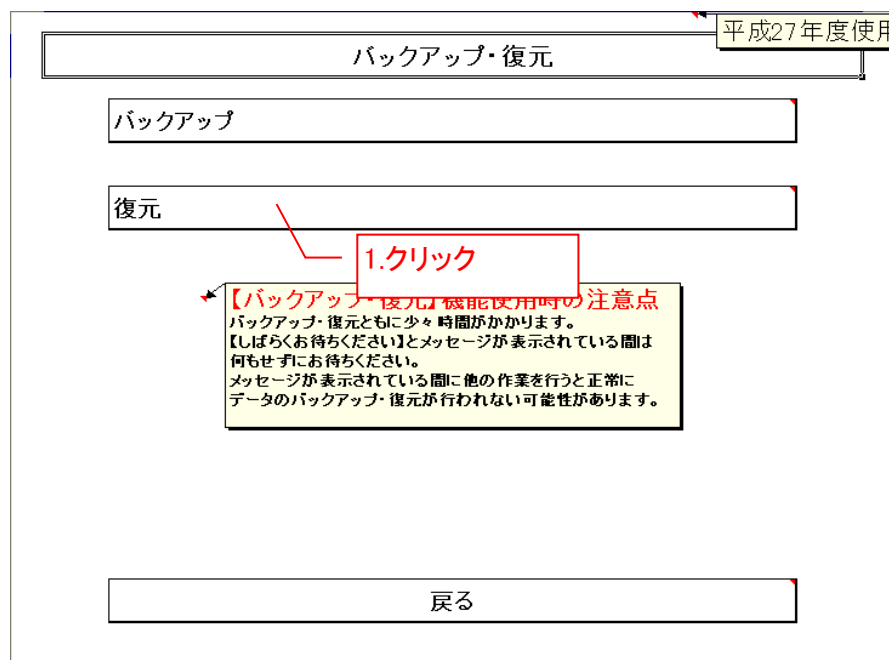 平成27年度使用
バックアップ・復元
バックアップ
復元
1.クリック
【バックアップ・復元】機能使用時の注意点
バックアップ・復元ともに少々時間がかかります。
【しばらくお待ちください】とメッセージが表示されている間は
何もせずにお待ちください。
メッセージが表示されている間に他の作業を行うと正常に
データのバックアップ・復元が行われない可能性があります。
戻る